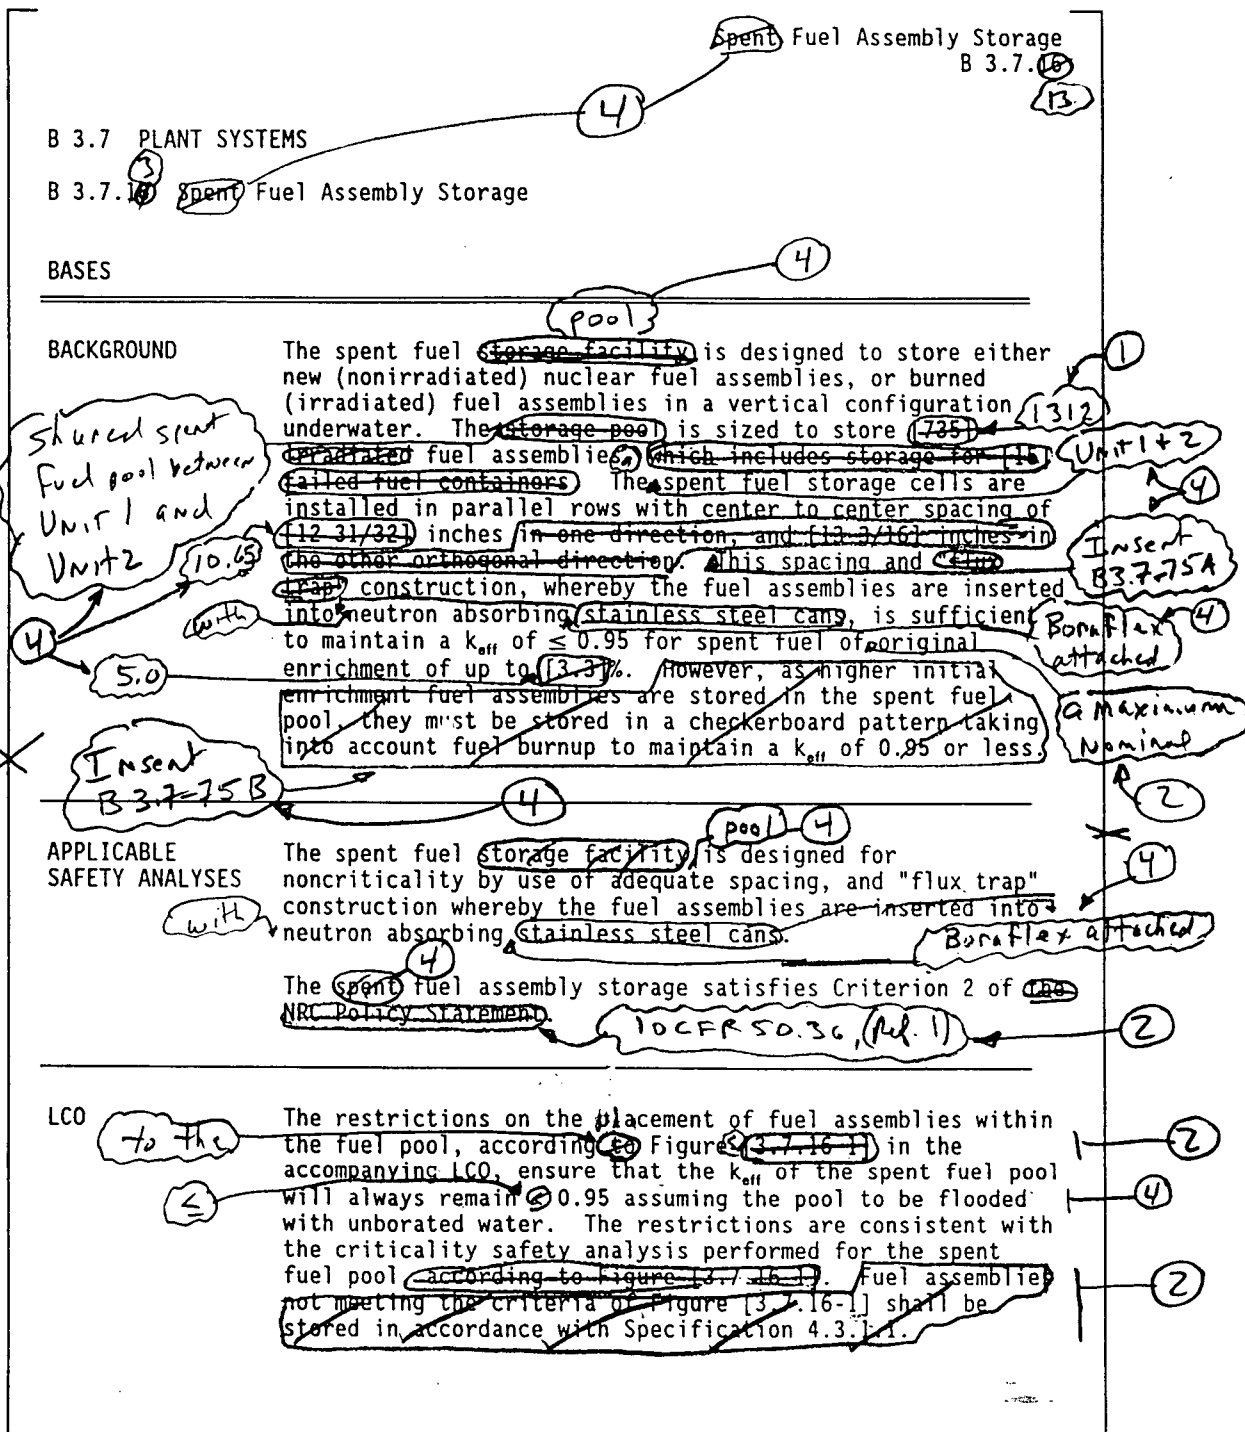 Spent Fuel Assembly Storage
B 3.7.16
13
4
B 3.7 PLANT SYSTEMS
3
B 3.7.16 Spent Fuel Assembly Storage
4
BASES
pool
BACKGROUND The spent fuel storage facility is designed to store either
1
new (nonirradiated) nuclear fuel assemblies, or burned
(irradiated) fuel assemblies in a vertical configuration
1312
underwater. The storage pool is sized to store [735]
Shared spent
Fuel pool between
Unit 1 and
Unit 2
irradiated fuel assemblies, which includes storage for [16]
Unit 1 + 2
failed fuel containers. The spent fuel storage cells are
4
installed in parallel rows with center to center spacing of
10.65
[12 31/32] inches in one direction, and [13 3/16] inches in
the other orthogonal direction. This spacing and "flux
Insert
B3.7-75A
trap" construction, whereby the fuel assemblies are inserted
with
into neutron absorbing stainless steel cans, is sufficient
4
Boraflex
attached
4
to maintain a keff of ≤ 0.95 for spent fuel of original
5.0
enrichment of up to [3.3]%. However, as higher initial
enrichment fuel assemblies are stored in the spent fuel
a Maximum
Nominal
pool, they must be stored in a checkerboard pattern taking
into account fuel burnup to maintain a keff of 0.95 or less.
Insert
B 3.7-75B
4
2
pool 4
APPLICABLE The spent fuel storage facility is designed for
4
SAFETY ANALYSES noncriticality by use of adequate spacing, and "flux trap"
construction whereby the fuel assemblies are inserted into
with
neutron absorbing stainless steel cans.
Boraflex attached
4
The spent fuel assembly storage satisfies Criterion 2 of the
NRC Policy Statement.
10CFR50.36, (Ref. 1)
2
LCO The restrictions on the placement of fuel assemblies within
to the
the fuel pool, according to Figure [3.7.16-1] in the
s
2
accompanying LCO, ensure that the keff of the spent fuel pool
≤
will always remain < 0.95 assuming the pool to be flooded
4
with unborated water. The restrictions are consistent with
the criticality safety analysis performed for the spent
fuel pool according to Figure [3.7.16-1]. Fuel assemblies
2
not meeting the criteria of Figure [3.7.16-1] shall be
stored in accordance with Specification 4.3.1.1.